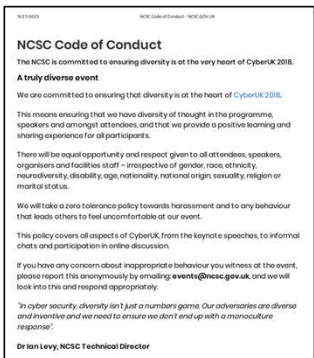 9/27/2023
NCSC Code of Conduct - NCSC.GOV.UK
NCSC Code of Conduct
The NCSC is committed to ensuring diversity is at the very heart of CyberUK 2018.
A truly diverse event
We are committed to ensuring that diversity is at the heart of CyberUK 2018.
This means ensuring that we have diversity of thought in the programme,
speakers and amongst attendees, and that we provide a positive learning and
sharing experience for all participants.
There will be equal opportunity and respect given to all attendees, speakers,
organisers and facilities staff – irrespective of gender, race, ethnicity,
neurodiversity, disability, age, nationality, national origin, sexuality, religion or
marital status.
We will take a zero tolerance policy towards harassment and to any behaviour
that leads others to feel uncomfortable at our event.
This policy covers all aspects of CyberUK, from the keynote speeches, to informal
chats and participation in online discussion.
If you have any concern about inappropriate behaviour you witness at the event,
please report this anonymously by emailing: events@ncsc.gov.uk, and we will
look into this and respond appropriately.
"In cyber security, diversity isn't just a numbers game. Our adversaries are diverse
and inventive and we need to ensure we don't end up with a monoculture
response".
Dr Ian Levy, NCSC Technical Director